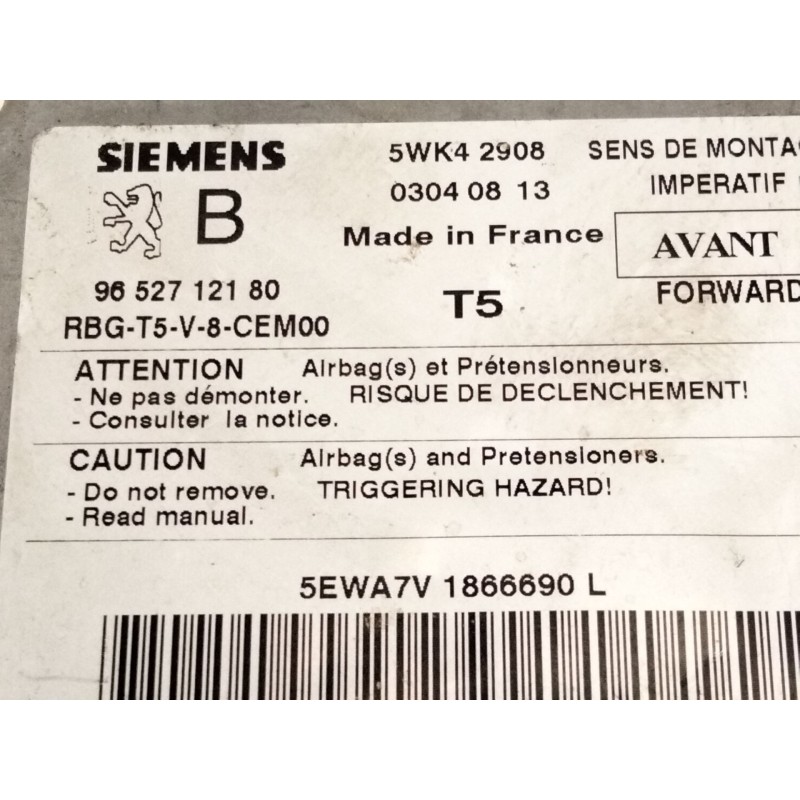 SIEMENS 5WK4 2908 SENS DE MONTAG
B 0304 08 13 IMPERATIF
Made in France AVANT
96 527 121 80 T5 FORWARD
RBG-T5-V-8-CEM00
ATTENTION Airbag(s) et Prétensionneurs.
- Ne pas démonter. RISQUE DE DECLENCHEMENT!
- Consulter la notice.
CAUTION Airbag(s) and Pretensioners.
- Do not remove. TRIGGERING HAZARD!
- Read manual.
5EWA7V 1866690 L